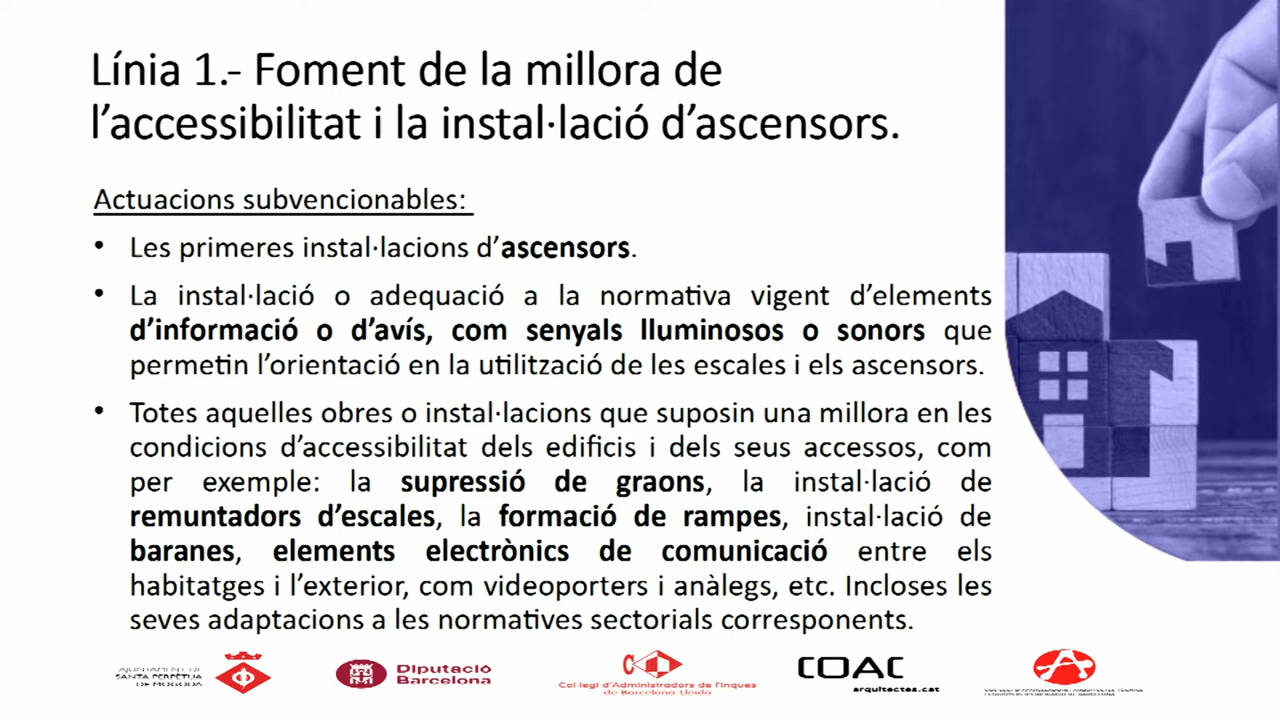 Línia 1.- Foment de la millora de
l’accessibilitat i la instal·lació d’ascensors.
Actuacions subvencionables:
• Les primeres instal·lacions d’ascensors.
• La instal·lació o adequació a la normativa vigent d’elements
d’informació o d’avís, com senyals lluminosos o sonors que
permetin l’orientació en la utilització de les escales i els ascensors.
• Totes aquelles obres o instal·lacions que suposin una millora en les
condicions d’accessibilitat dels edificis i dels seus accessos, com
per exemple: la supressió de graons, la instal·lació de
remuntadors d’escales, la formació de rampes, instal·lació de
baranes, elements electrònics de comunicació entre els
habitatges i l’exterior, com videoporters i anàlegs, etc. Incloses les
seves adaptacions a les normatives sectorials corresponents.
AJUNTAMENT DE
SANTA PERPÈTUA
DE MOGODA
Diputació
Barcelona
Col·legi d’Administradors de Finques
de Barcelona-Lleida
COAC
arquitectes.cat